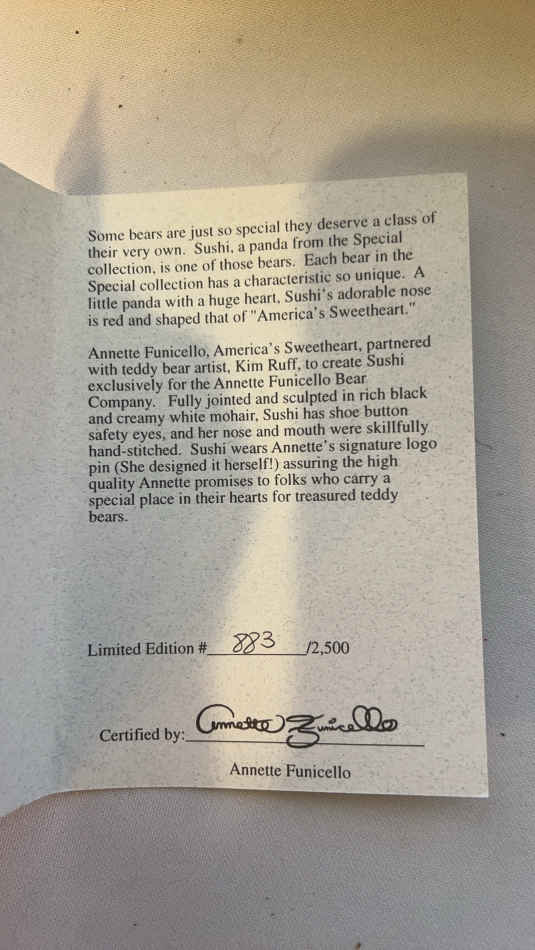 Some bears are just so special they deserve a class of
their very own. Sushi, a panda from the Special
collection, is one of those bears. Each bear in the
Special collection has a characteristic so unique. A
little panda with a huge heart, Sushi's adorable nose
is red and shaped that of "America's Sweetheart."
Annette Funicello, America's Sweetheart, partnered
with teddy bear artist, Kim Ruff, to create Sushi
exclusively for the Annette Funicello Bear
Company. Fully jointed and sculpted in rich black
and creamy white mohair, Sushi has shoe button
safety eyes, and her nose and mouth were skillfully
hand-stitched. Sushi wears Annette's signature logo
pin (She designed it herself!) assuring the high
quality Annette promises to folks who carry a
special place in their hearts for treasured teddy
bears.
Limited Edition # 883 /2,500
Certified by: Annette Funicello
Annette Funicello